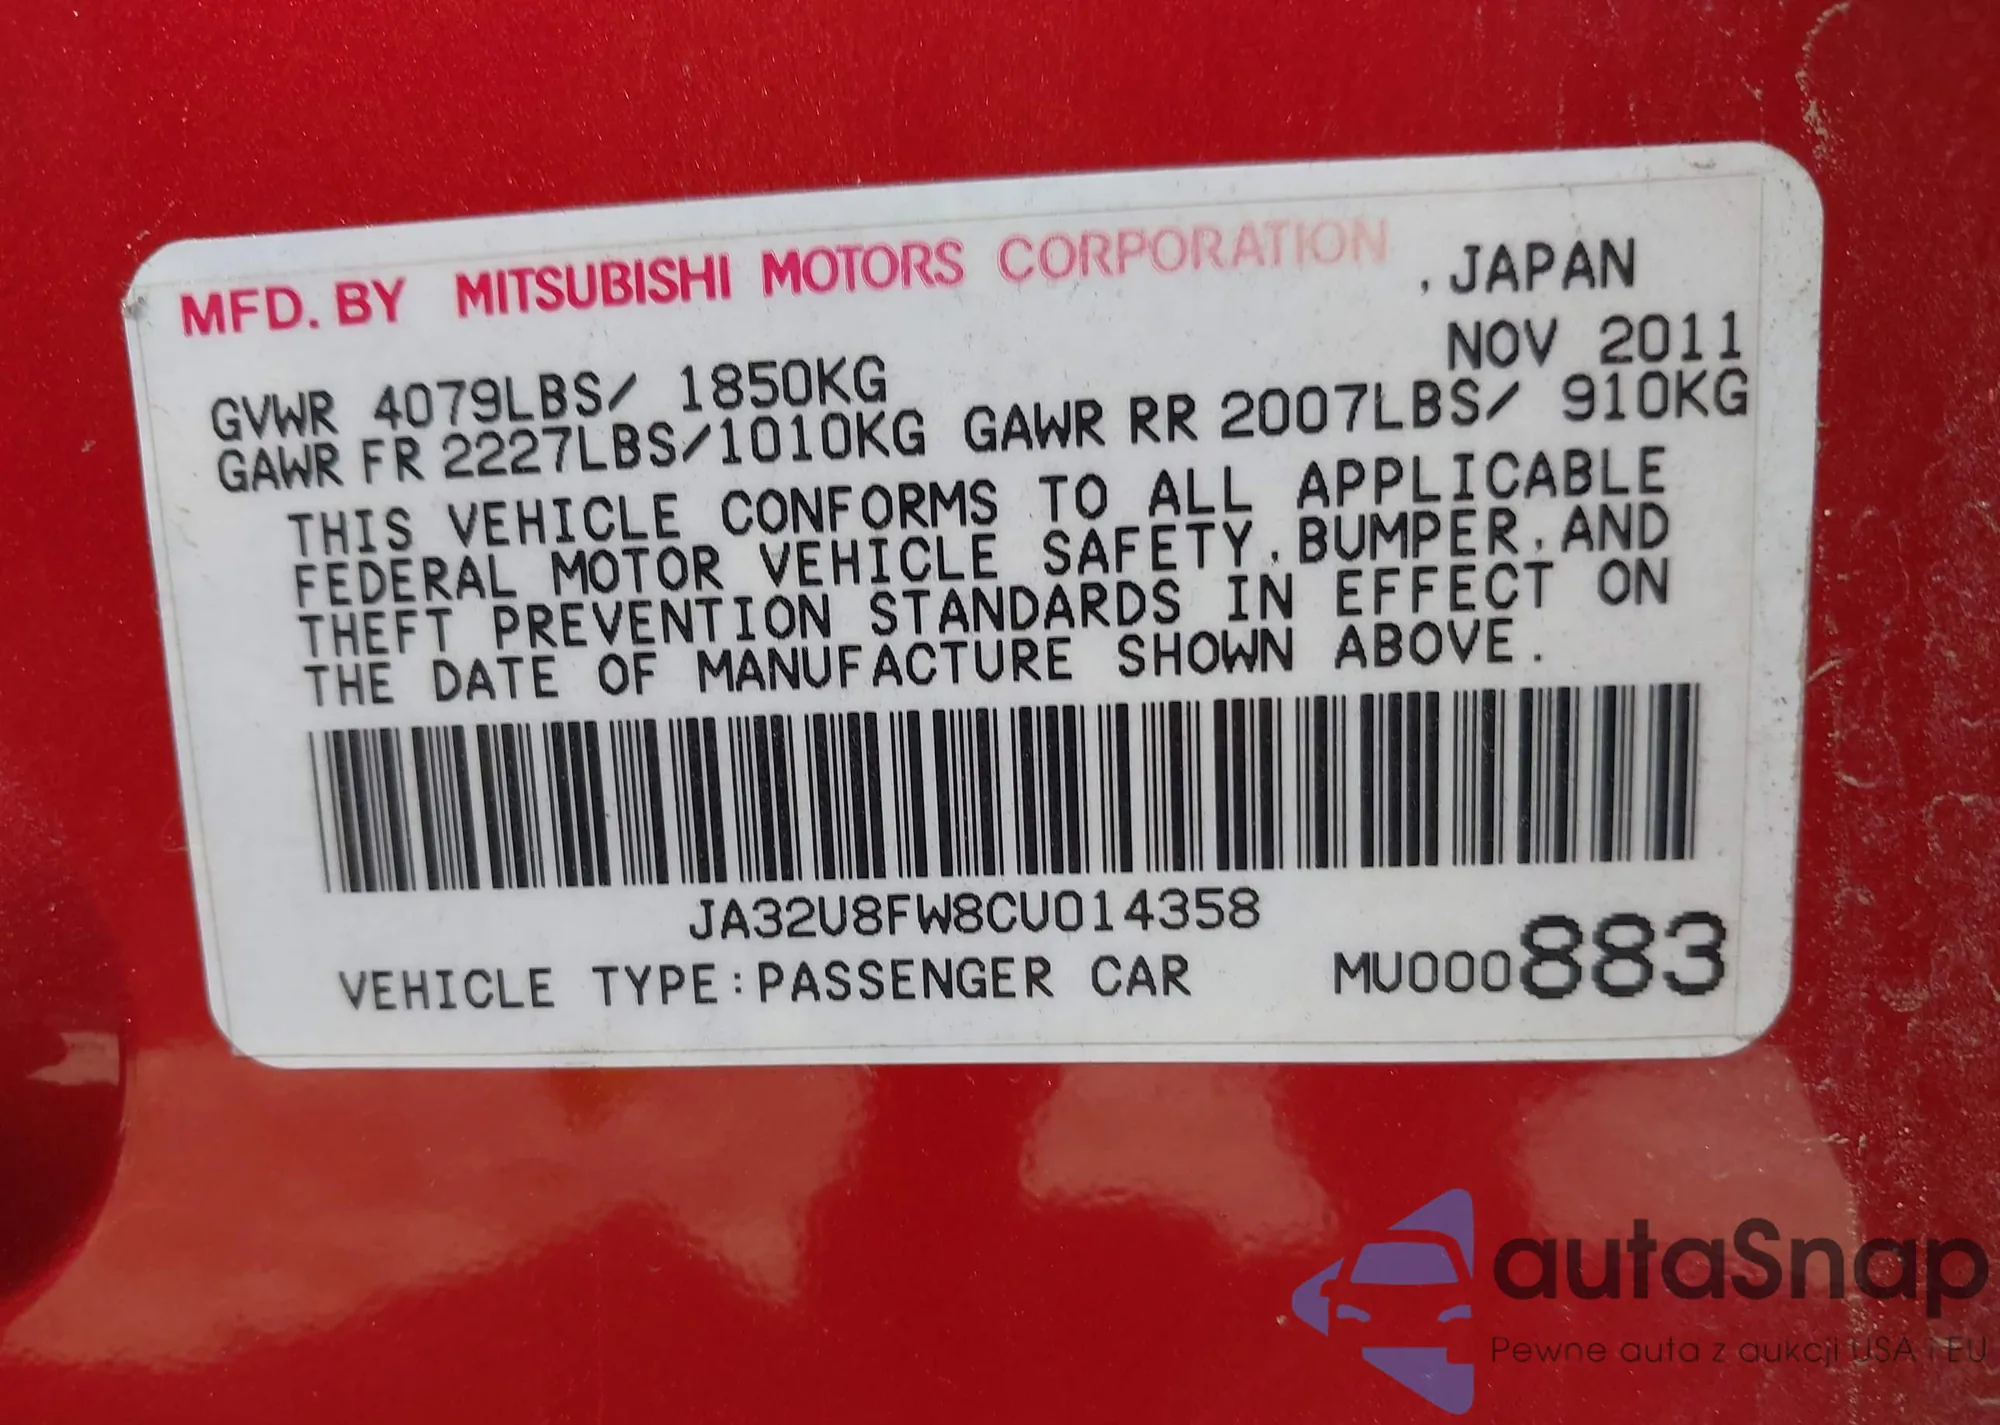 MFD. BY MITSUBISHI MOTORS CORPORATION , JAPAN
NOV 2011
GVWR 4079LBS/ 1850KG
GAWR FR 2227LBS/1010KG GAWR RR 2007LBS/ 910KG
THIS VEHICLE CONFORMS TO ALL APPLICABLE
FEDERAL MOTOR VEHICLE SAFETY, BUMPER, AND
THEFT PREVENTION STANDARDS IN EFFECT ON
THE DATE OF MANUFACTURE SHOWN ABOVE.
JA32U8FW8CU014358
VEHICLE TYPE:PASSENGER CAR MU000883
autaSnap
Pewne auta z aukcji USA i EU